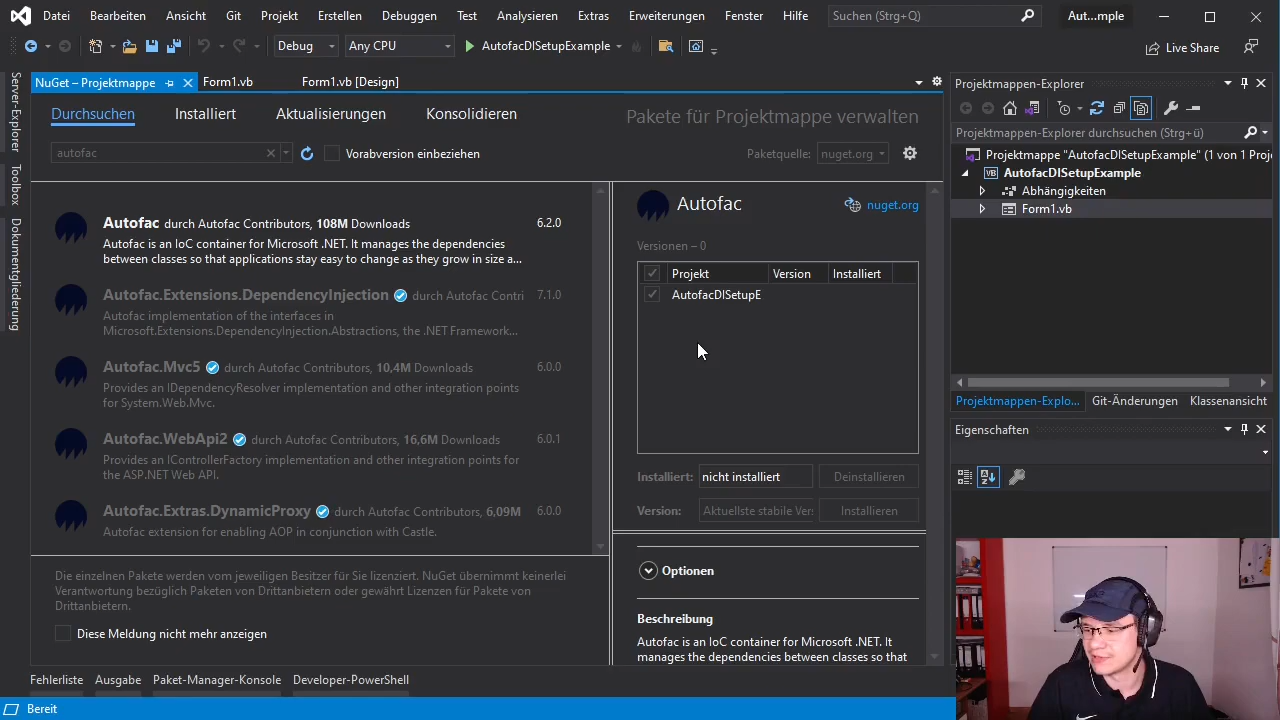 Datei Bearbeiten Ansicht Git Projekt Erstellen Debuggen Test Analysieren Extras Erweiterungen Fenster Hilfe Suchen (Strg+Q) Aut...mple
Debug Any CPU AutofacDISetupExample Live Share
Server-Explorer
Toolbox
Dokumentgliederung
NuGet – Projektmappe Form1.vb Form1.vb [Design]
Durchsuchen Installiert Aktualisierungen Konsolidieren Pakete für Projektmappe verwalten
autofac Vorabversion einbeziehen Paketquelle: nuget.org
Autofac durch Autofac Contributors, 108M Downloads 6.2.0
Autofac is an IoC container for Microsoft .NET. It manages the dependencies
between classes so that applications stay easy to change as they grow in size a...
Autofac.Extensions.DependencyInjection durch Autofac Contri 7.1.0
Autofac implementation of the interfaces in
Microsoft.Extensions.DependencyInjection.Abstractions, the .NET Framework...
Autofac.Mvc5 durch Autofac Contributors, 10,4M Downloads 6.0.0
Provides an IDependencyResolver implementation and other integration points
for System.Web.Mvc.
Autofac.WebApi2 durch Autofac Contributors, 16,6M Downloads 6.0.1
Provides an IControllerFactory implementation and other integration points for
the ASP.NET Web API.
Autofac.Extras.DynamicProxy durch Autofac Contributors, 6,09M 6.0.0
Autofac extension for enabling AOP in conjunction with Castle.
Die einzelnen Pakete werden vom jeweiligen Besitzer für Sie lizenziert. NuGet übernimmt keinerlei
Verantwortung bezüglich Paketen von Drittanbietern oder gewährt Lizenzen für Pakete von
Drittanbietern.
Diese Meldung nicht mehr anzeigen
Autofac nuget.org
Versionen – 0
Projekt Version Installiert
AutofacDISetupE
Installiert: nicht installiert Deinstallieren
Version: Aktuellste stabile Ver: Installieren
Optionen
Beschreibung
Autofac is an IoC container for Microsoft .NET. It
manages the dependencies between classes so that
Projektmappen-Explorer
Projektmappen-Explorer durchsuchen (Strg+ü)
Projektmappe "AutofacDISetupExample" (1 von 1 Proj
VB AutofacDISetupExample
Abhängigkeiten
Form1.vb
Projektmappen-Explo... Git-Änderungen Klassenansicht
Eigenschaften
Fehlerliste Ausgabe Paket-Manager-Konsole Developer-PowerShell
Bereit